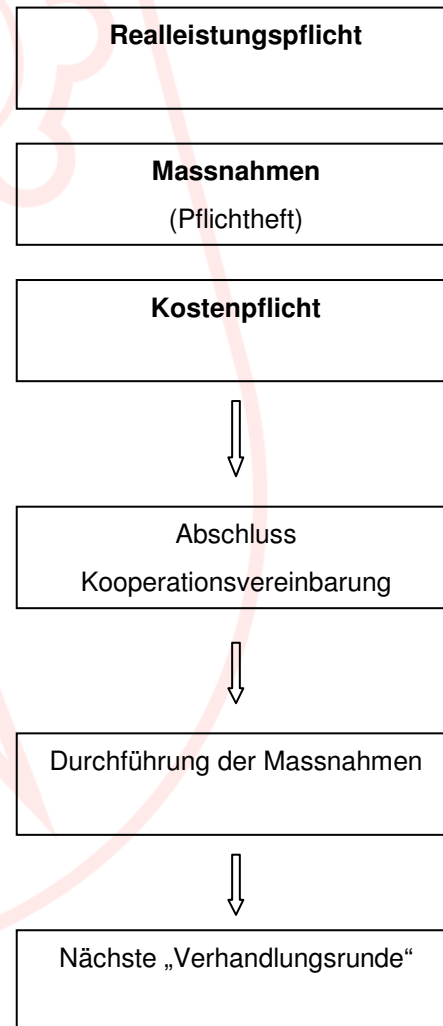 Realleistungspflicht
Massnahmen
(Pflichtheft)
Kostenpflicht
Abschluss
Kooperationsvereinbarung
Durchführung der Massnahmen
Nächste „Verhandlungsrunde“